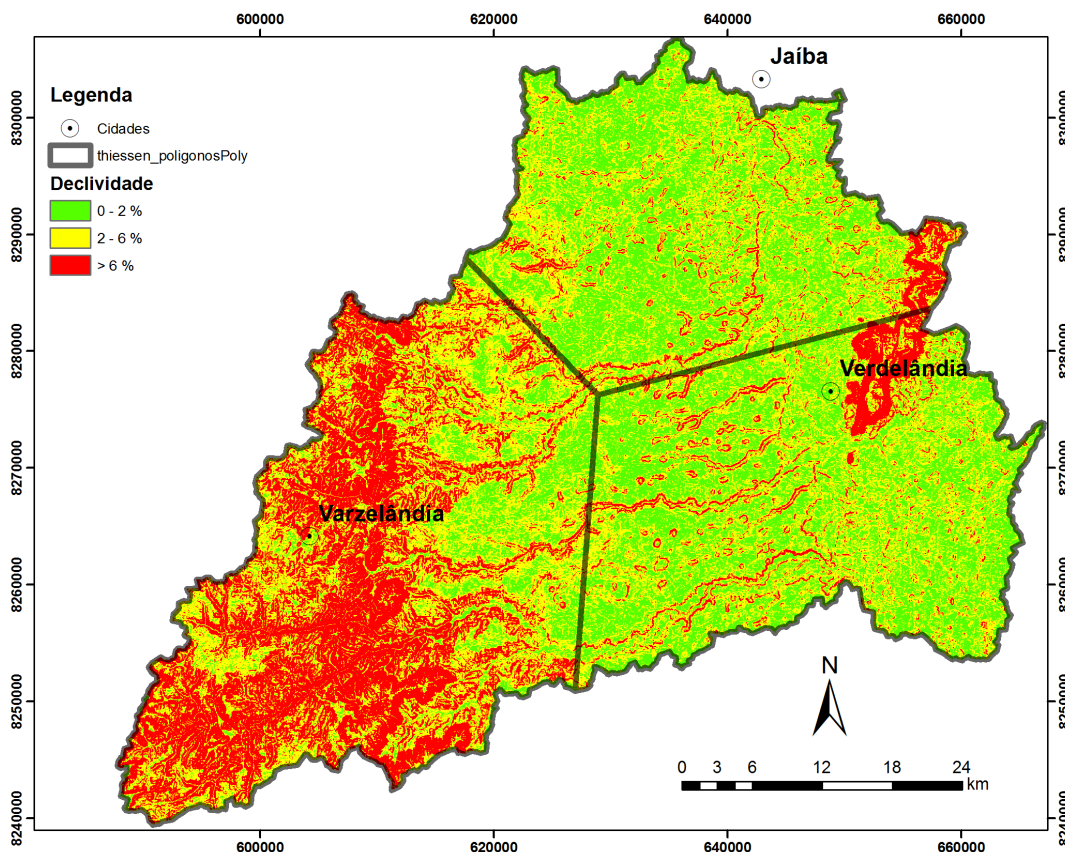 600000
620000
640000
660000
Jaíba
Legenda
Cidades
thiessen_poligonosPoly
Declividade
0 - 2 %
2 - 6 %
> 6 %
8300000
8300000
8290000
8290000
8280000
8280000
Verdelândia
8270000
8270000
Varzelândia
8260000
8260000
N
8250000
8250000
0 3 6 12 18 24
km
8240000
8240000
600000
620000
640000
660000